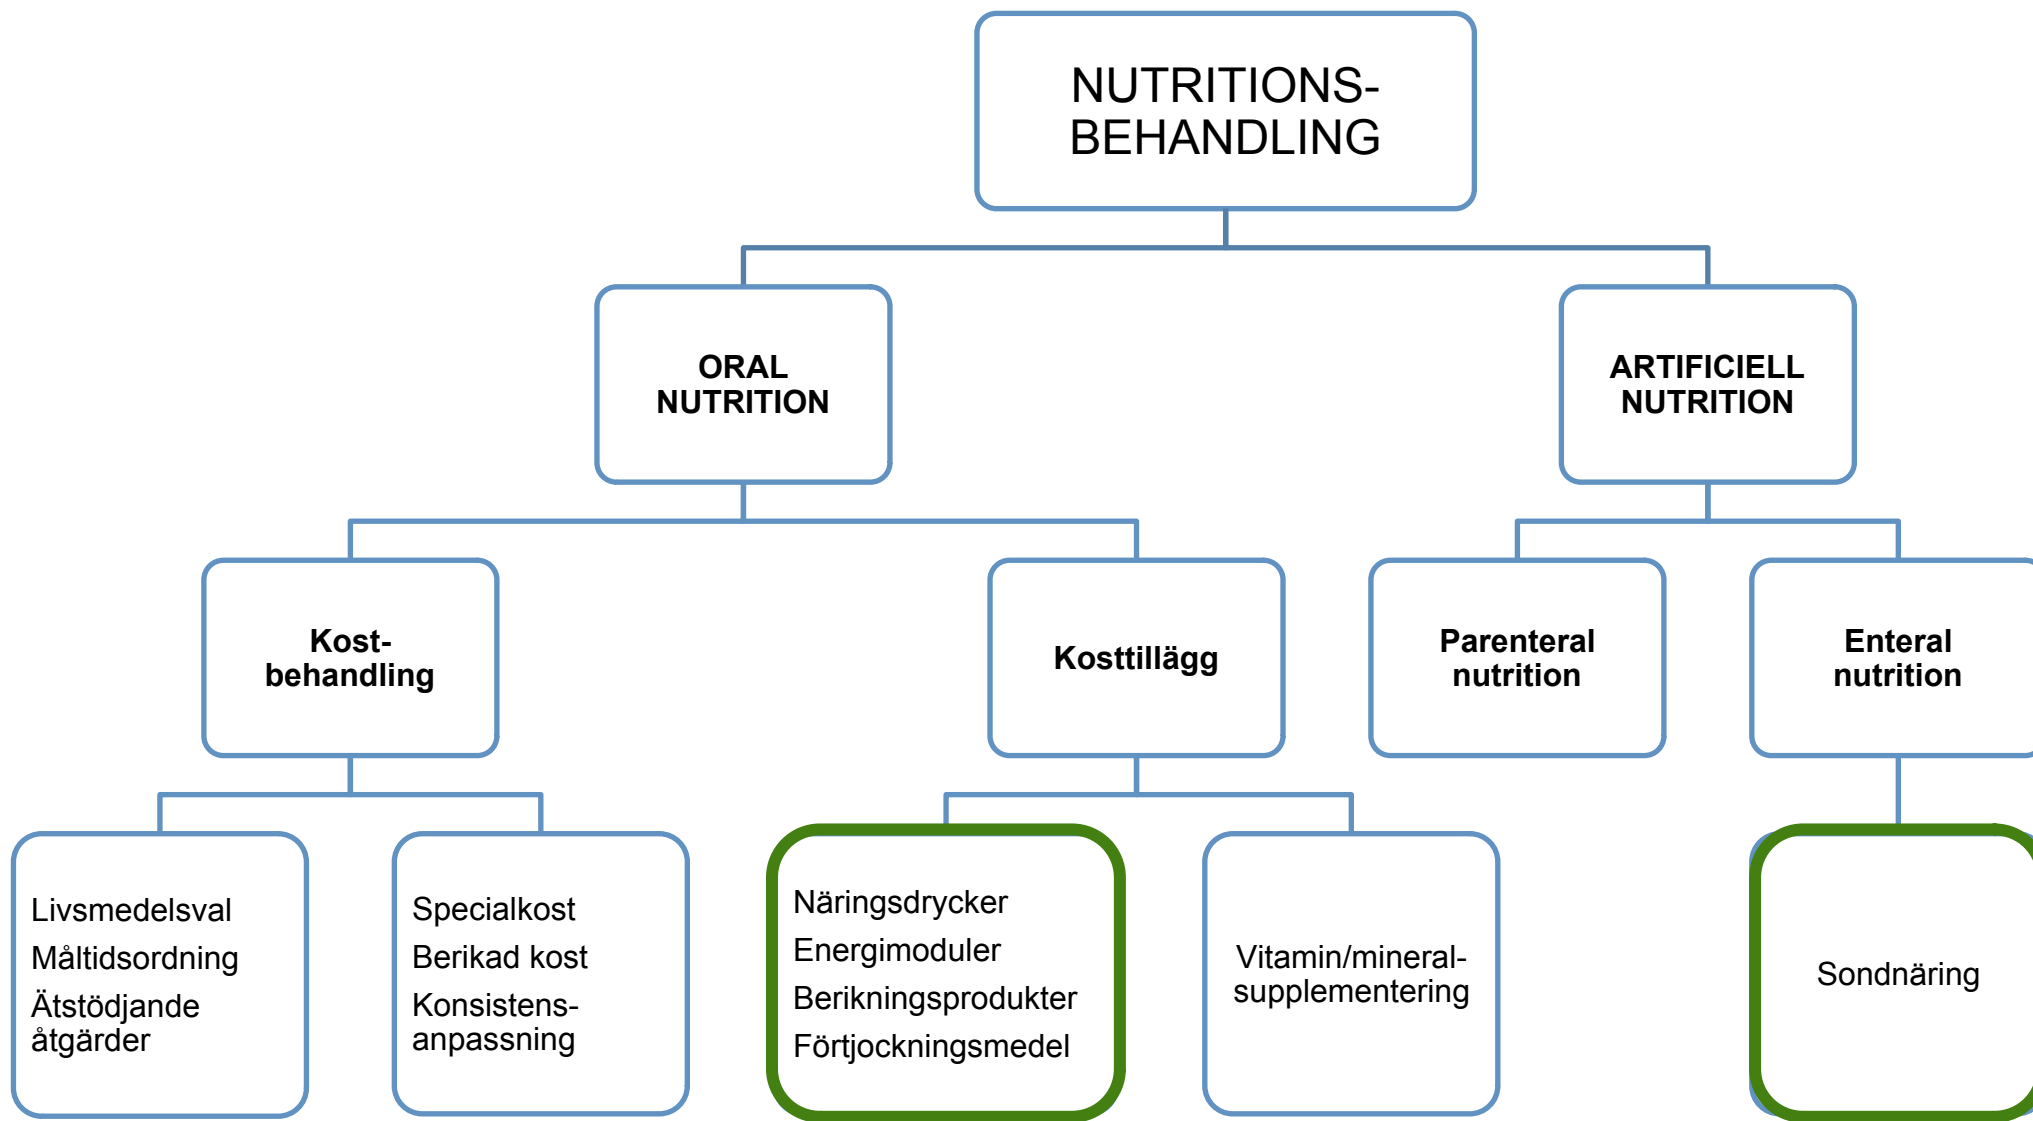 NUTRITIONS-
BEHANDLING
ORAL
NUTRITION
ARTIFICIELL
NUTRITION
Kost-
behandling
Kosttillägg
Parenteral
nutrition
Enteral
nutrition
Livsmedelsval
Måltidsordning
Ätstödjande
åtgärder
Specialkost
Berikad kost
Konsistens-
anpassning
Näringsdrycker
Energimoduler
Berikningsprodukter
Förtjockningsmedel
Vitamin/mineral-
supplementering
Sondnäring